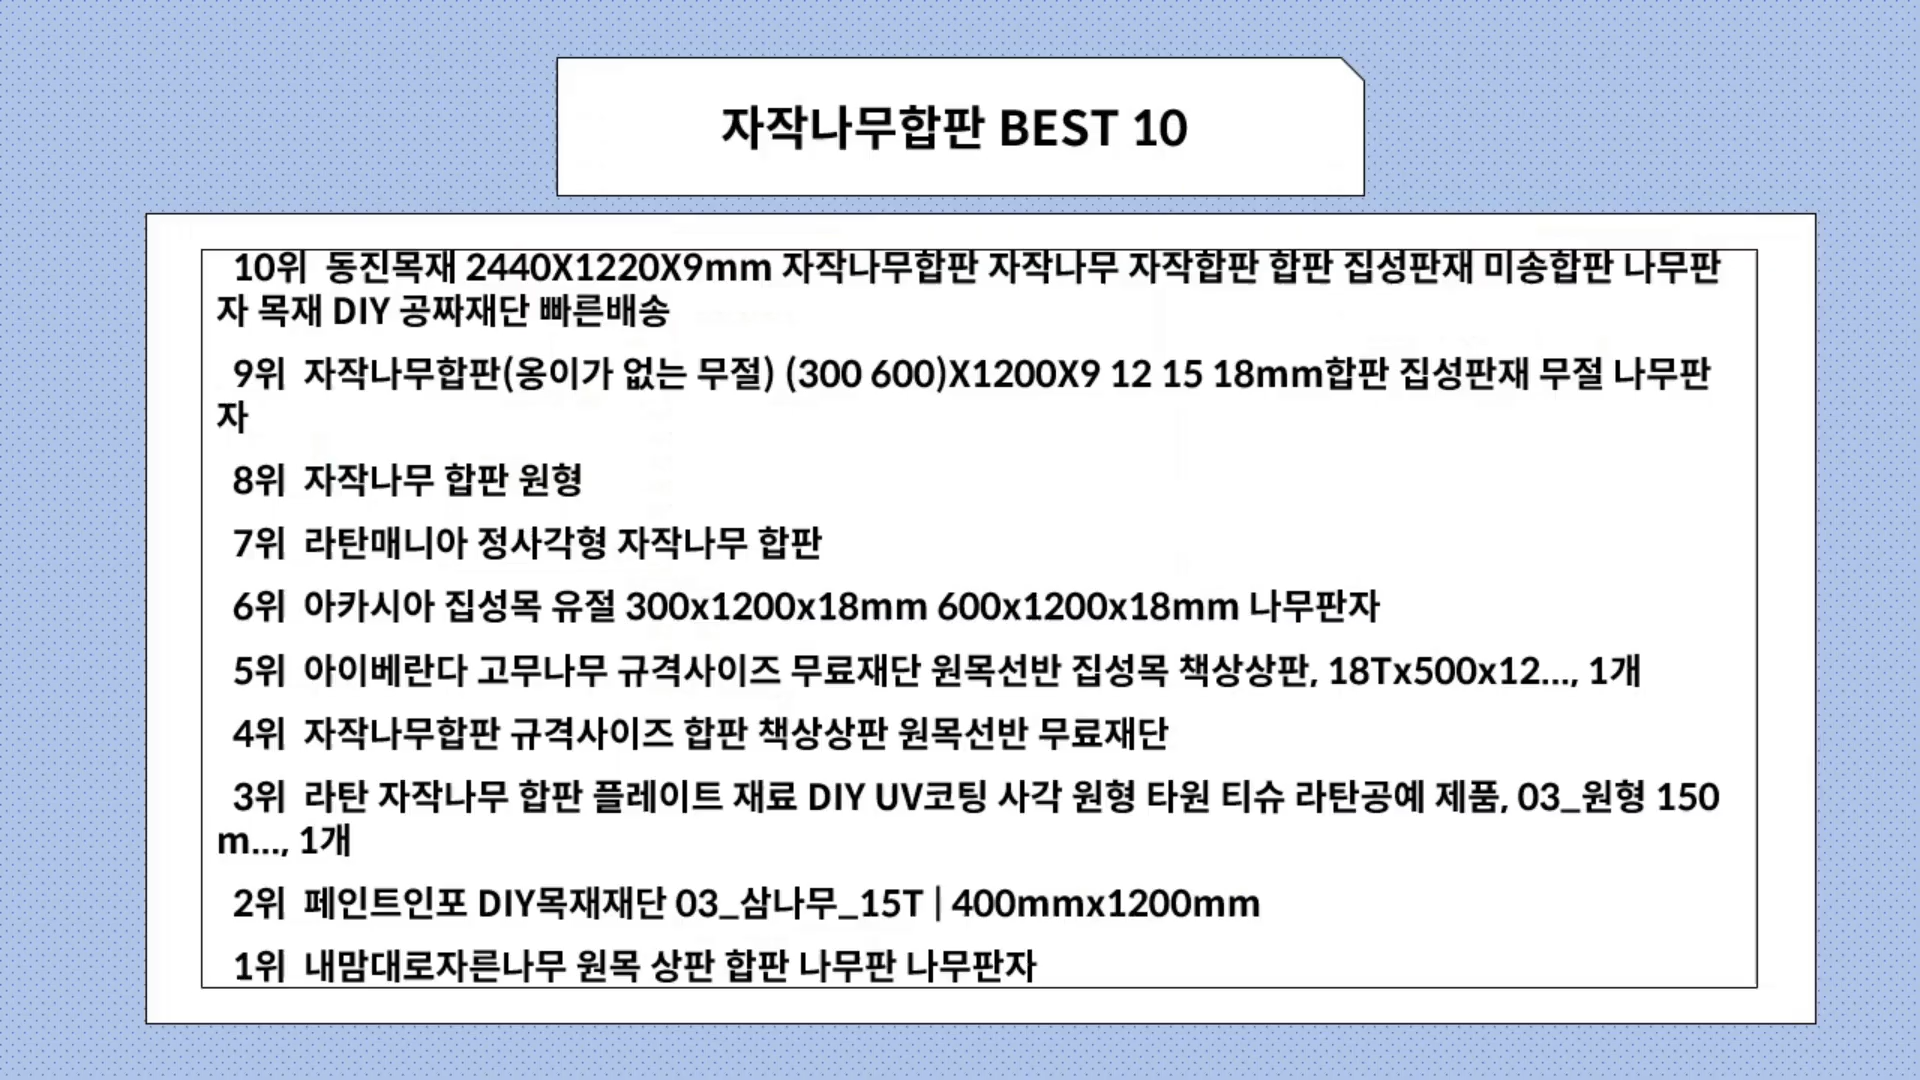 자작나무합판 BEST 10
10위 동진목재 2440X1220X9mm 자작나무합판 자작나무 자작합판 합판 집성판재 미송합판 나무판
자 목재 DIY 공짜재단 빠른배송
9위 자작나무합판(옹이가 없는 무절) (300 600)X1200X9 12 15 18mm합판 집성판재 무절 나무판
자
8위 자작나무 합판 원형
7위 라탄매니아 정사각형 자작나무 합판
6위 아카시아 집성목 유절 300x1200x18mm 600x1200x18mm 나무판자
5위 아이베란다 고무나무 규격사이즈 무료재단 원목선반 집성목 책상상판, 18Tx500x12..., 1개
4위 자작나무합판 규격사이즈 합판 책상상판 원목선반 무료재단
3위 라탄 자작나무 합판 플레이트 재료 DIY UV코팅 사각 원형 타원 티슈 라탄공예 제품, 03_원형 150
m..., 1개
2위 페인트인포 DIY목재재단 03_삼나무_15T | 400mmx1200mm
1위 내맘대로자른나무 원목 상판 합판 나무판 나무판자